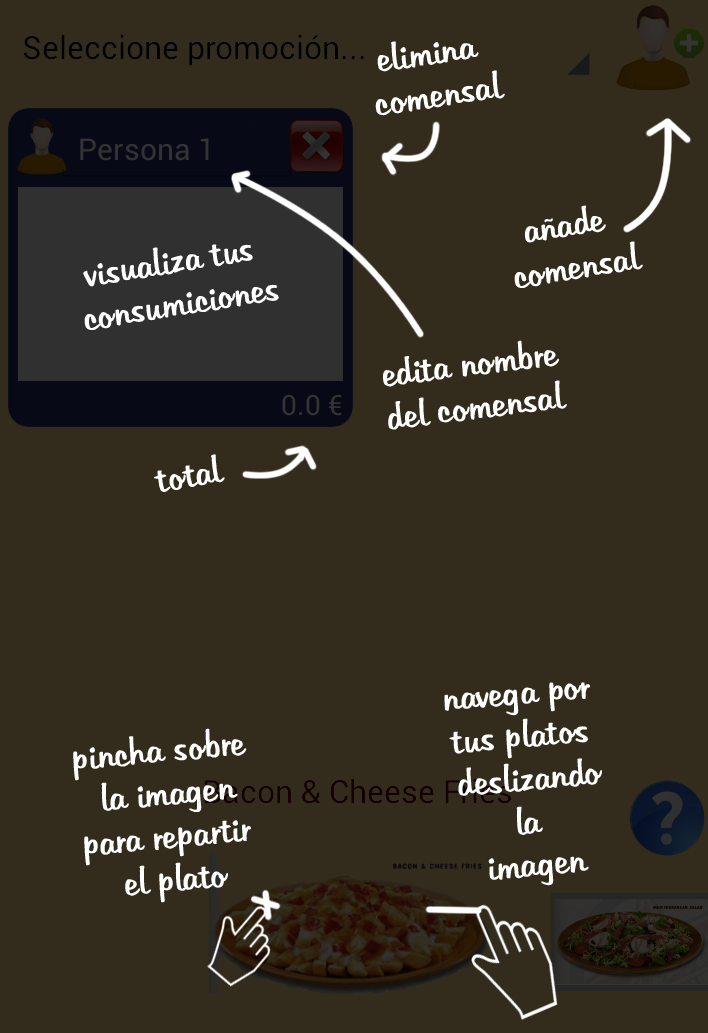 Seleccione promoción...
elimina
comensal
Persona 1
añade
comensal
visualiza tus
consumiciones
edita nombre
del comensal
0.0 €
total
navega por
tus platos
deslizando
la
imagen
pincha sobre
la imagen
para repartir
el plato
Bacon & Cheese Fries
?
BACON & CHEESE FRIES
MEDITERRANEAN SALAD